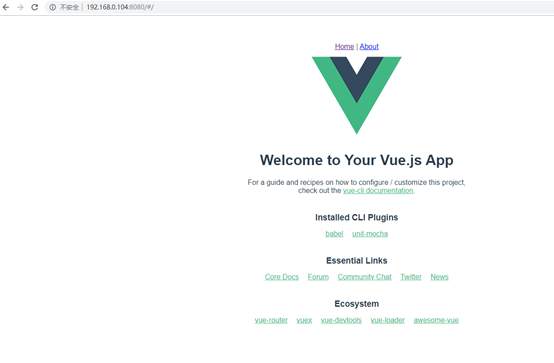 不安全 | 192.168.0.104:8080/#/
Home | About
Welcome to Your Vue.js App
For a guide and recipes on how to configure / customize this project,
check out the vue-cli documentation.
Installed CLI Plugins
babel unit-mocha
Essential Links
Core Docs Forum Community Chat Twitter News
Ecosystem
vue-router vuex vue-devtools vue-loader awesome-vue